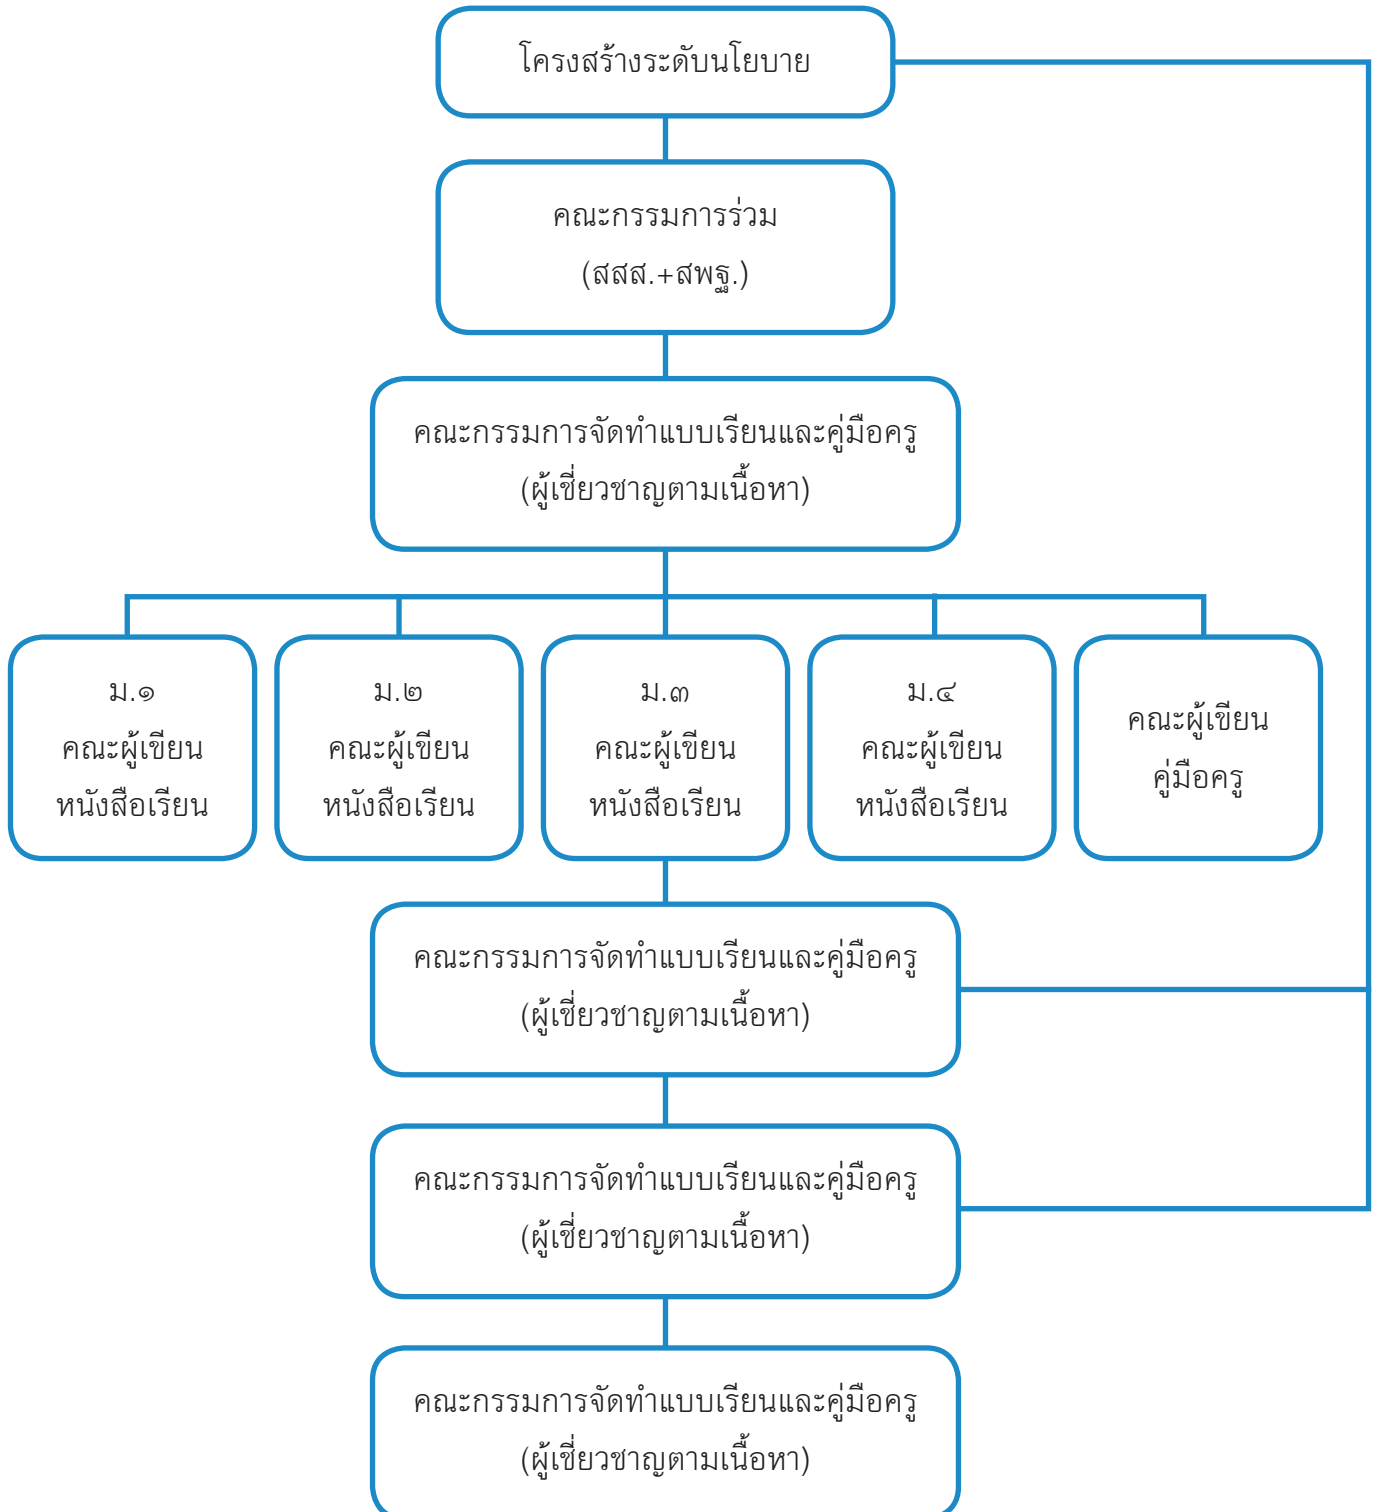 โครงสร้างระดับนโยบาย
คณะกรรมการร่วม
(สสส.+สพฐ.)
คณะกรรมการจัดทำแบบเรียนและคู่มือครู
(ผู้เชี่ยวชาญตามเนื้อหา)
ม.๑
คณะผู้เขียน
หนังสือเรียน
ม.๒
คณะผู้เขียน
หนังสือเรียน
ม.๓
คณะผู้เขียน
หนังสือเรียน
ม.๔
คณะผู้เขียน
หนังสือเรียน
คณะผู้เขียน
คู่มือครู
คณะกรรมการจัดทำแบบเรียนและคู่มือครู
(ผู้เชี่ยวชาญตามเนื้อหา)
คณะกรรมการจัดทำแบบเรียนและคู่มือครู
(ผู้เชี่ยวชาญตามเนื้อหา)
คณะกรรมการจัดทำแบบเรียนและคู่มือครู
(ผู้เชี่ยวชาญตามเนื้อหา)